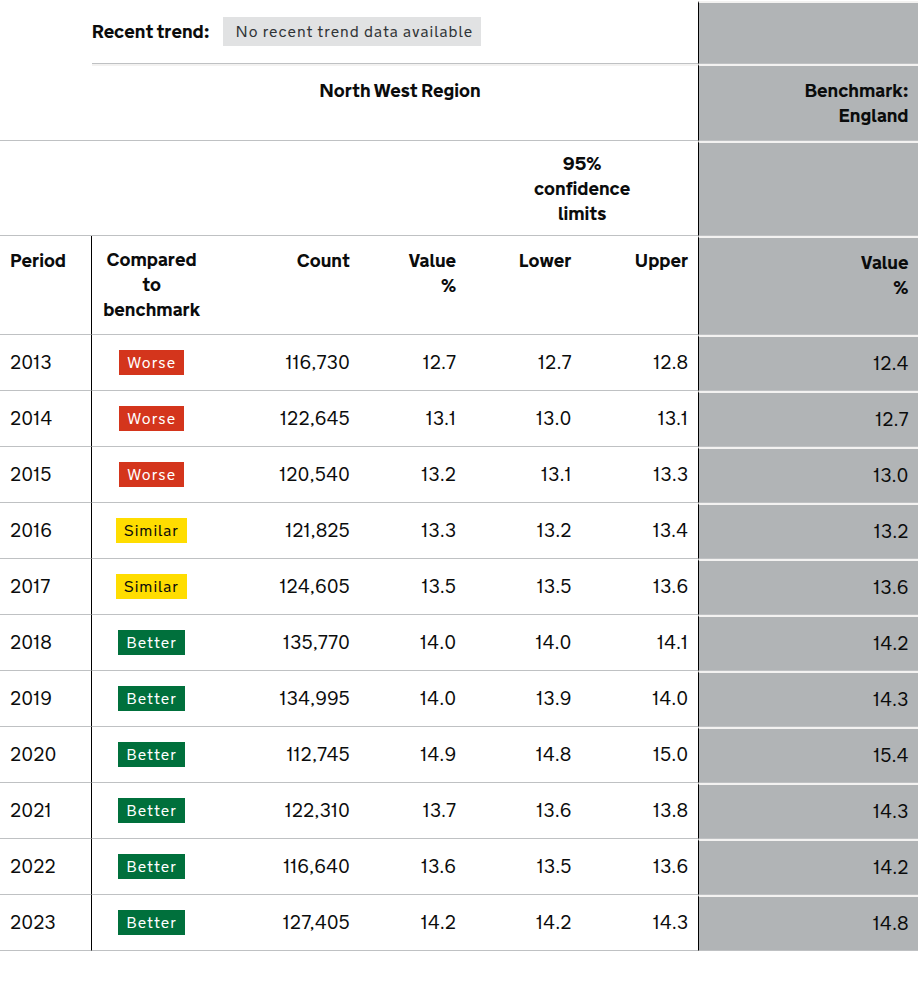 Recent trend: No recent trend data available
North West Region
Benchmark:
England
95%
confidence
limits
Period Compared to benchmark Count Value % Lower Upper Value %
2013 Worse 116,730 12.7 12.7 12.8 12.4
2014 Worse 122,645 13.1 13.0 13.1 12.7
2015 Worse 120,540 13.2 13.1 13.3 13.0
2016 Similar 121,825 13.3 13.2 13.4 13.2
2017 Similar 124,605 13.5 13.5 13.6 13.6
2018 Better 135,770 14.0 14.0 14.1 14.2
2019 Better 134,995 14.0 13.9 14.0 14.3
2020 Better 112,745 14.9 14.8 15.0 15.4
2021 Better 122,310 13.7 13.6 13.8 14.3
2022 Better 116,640 13.6 13.5 13.6 14.2
2023 Better 127,405 14.2 14.2 14.3 14.8